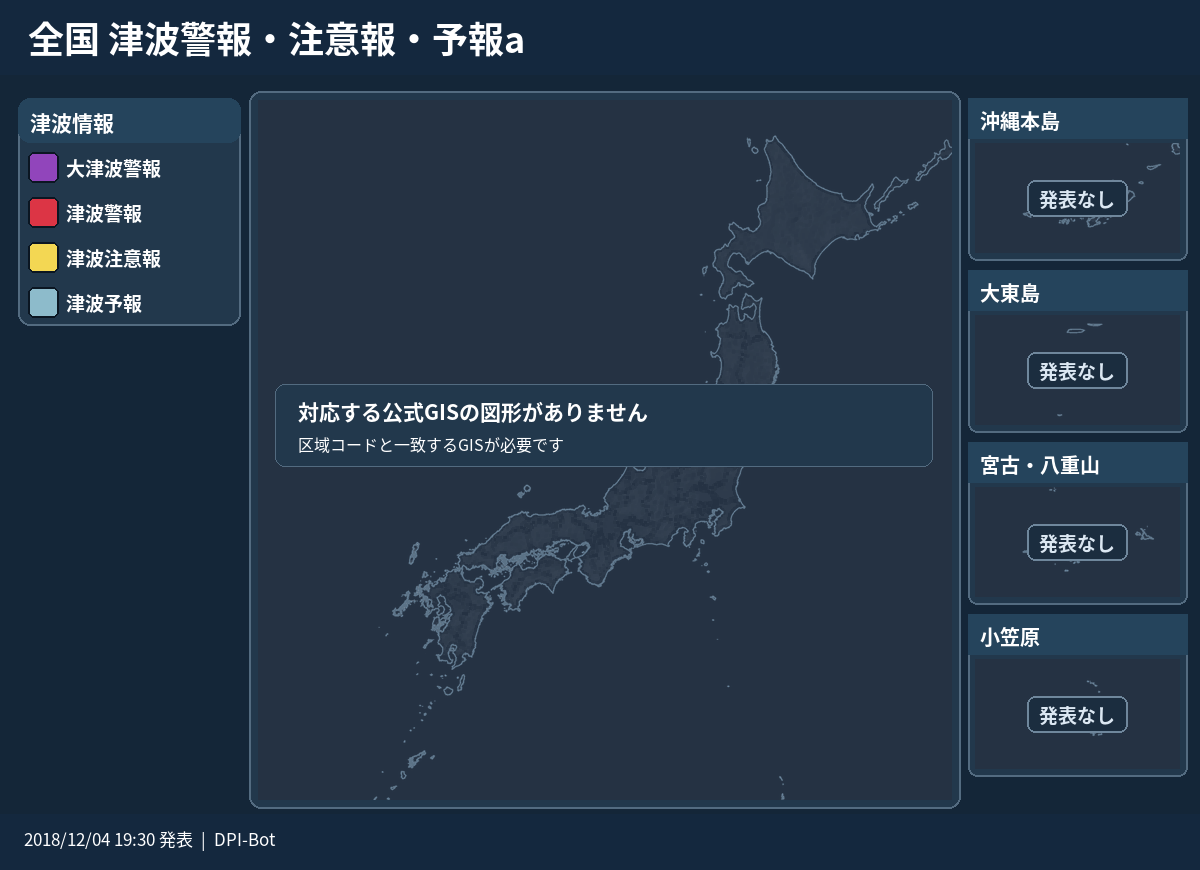 全国 津波警報・注意報・予報a
津波情報
大津波警報
津波警報
津波注意報
津波予報
対応する公式GISの図形がありません
区域コードと一致するGISが必要です
沖縄本島
発表なし
大東島
発表なし
宮古・八重山
発表なし
小笠原
発表なし
2018/12/04 19:30 発表 | DPI-Bot